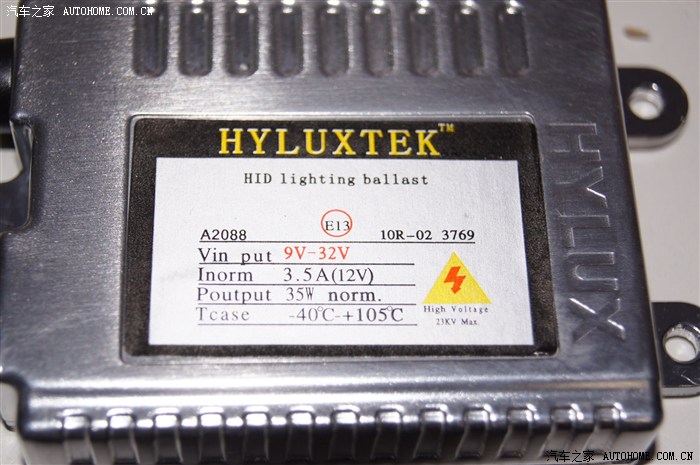 汽车之家 AUTOHOME.COM.CN
HYLUXTEK™
HID lighting ballast
E13
A2088 10R-02 3769
Vin put 9V-32V
Inorm 3.5A(12V)
Poutput 35W norm.
Tcase -40℃-+105℃
High Voltage
23KV Max.
HYLUX
汽车之家 AUTOHOME.COM.CN